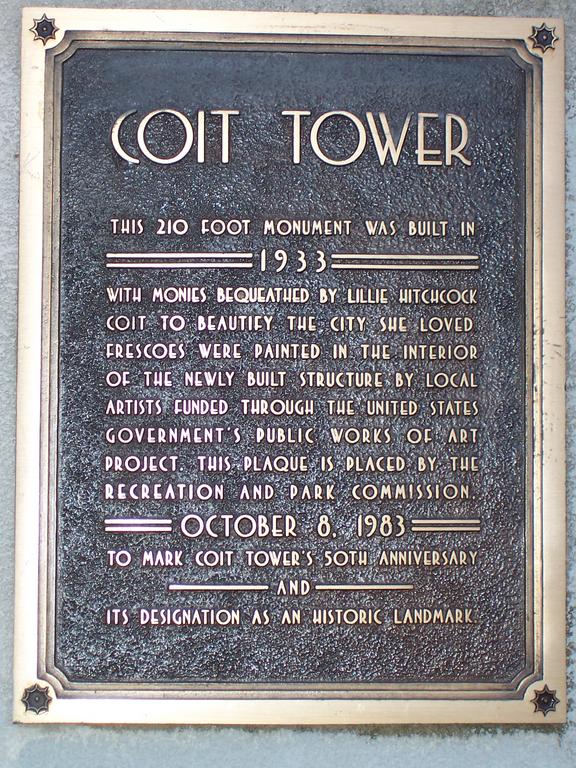 COIT TOWER
THIS 210 FOOT MONUMENT WAS BUILT IN
1933
WITH MONIES BEQUEATHED BY LILLIE HITCHCOCK
COIT TO BEAUTIFY THE CITY SHE LOVED.
FRESCOES WERE PAINTED IN THE INTERIOR
OF THE NEWLY BUILT STRUCTURE BY LOCAL
ARTISTS FUNDED THROUGH THE UNITED STATES
GOVERNMENT'S PUBLIC WORKS OF ART
PROJECT. THIS PLAQUE IS PLACED BY THE
RECREATION AND PARK COMMISSION,
OCTOBER 8, 1983
TO MARK COIT TOWER'S 50TH ANNIVERSARY
AND
ITS DESIGNATION AS AN HISTORIC LANDMARK.